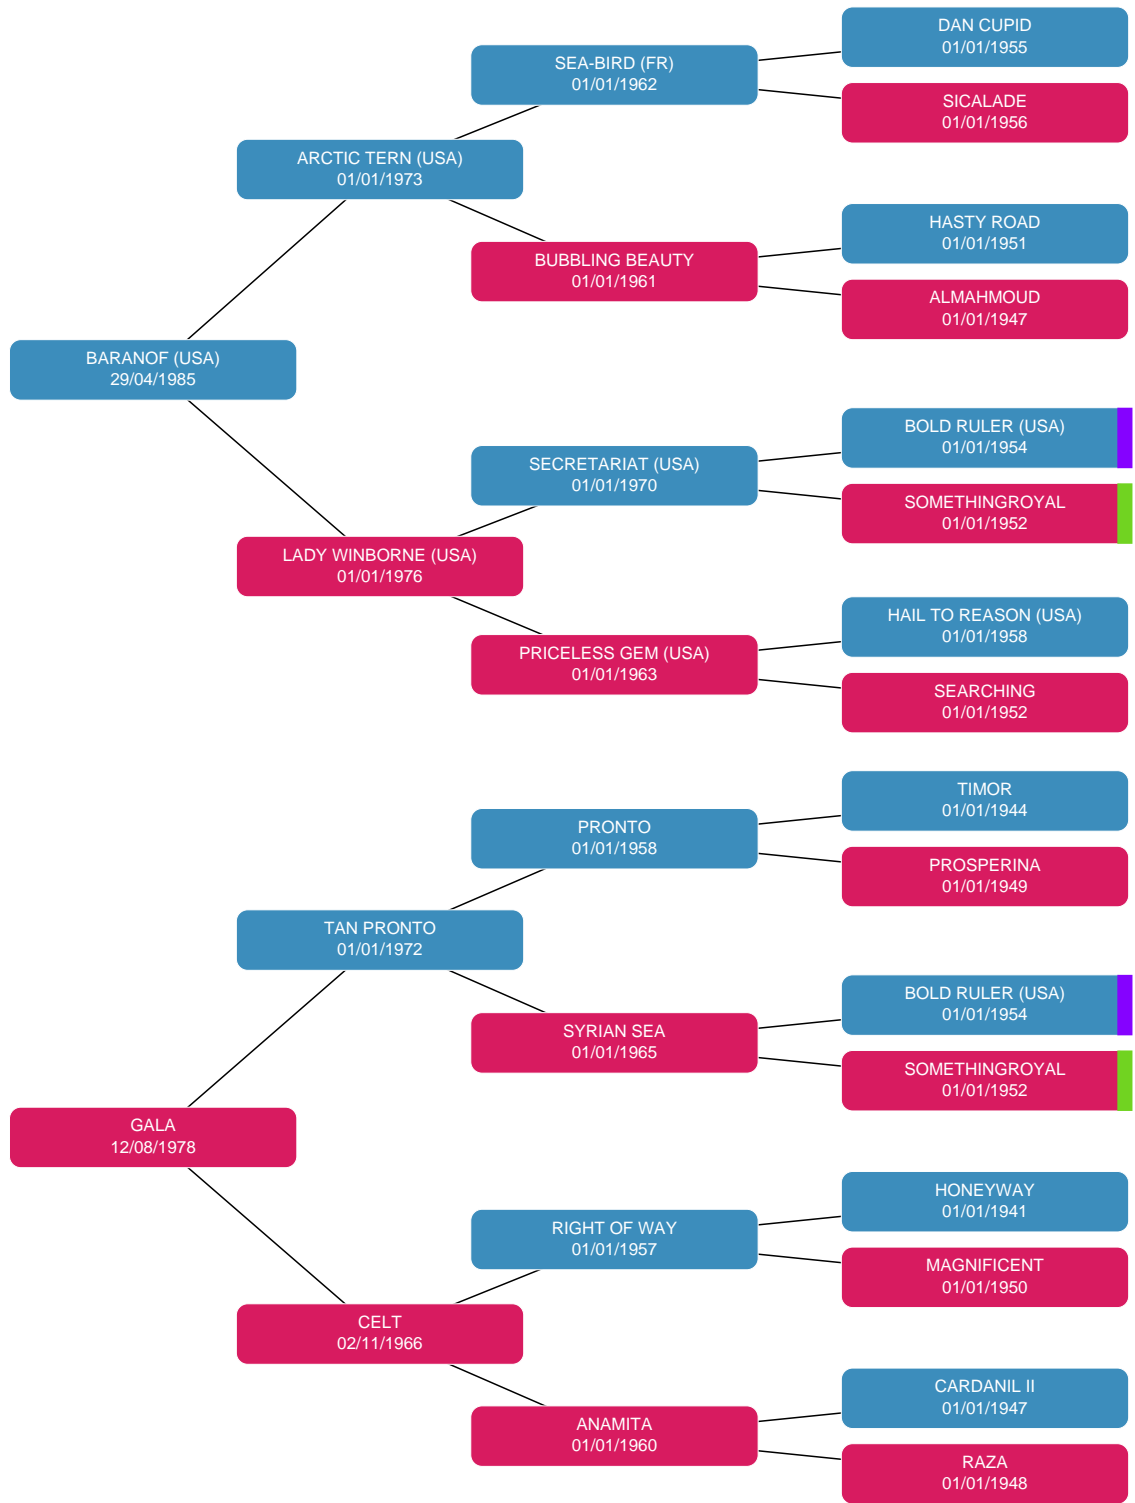 DAN CUPID
01/01/1955
SEA-BIRD (FR)
01/01/1962
SICALADE
01/01/1956
ARCTIC TERN (USA)
01/01/1973
HASTY ROAD
01/01/1951
BUBBLING BEAUTY
01/01/1961
ALMAHMOUD
01/01/1947
BARANOF (USA)
29/04/1985
BOLD RULER (USA)
01/01/1954
SECRETARIAT (USA)
01/01/1970
SOMETHINGROYAL
01/01/1952
LADY WINBORNE (USA)
01/01/1976
HAIL TO REASON (USA)
01/01/1958
PRICELESS GEM (USA)
01/01/1963
SEARCHING
01/01/1952
TIMOR
01/01/1944
PRONTO
01/01/1958
PROSPERINA
01/01/1949
TAN PRONTO
01/01/1972
BOLD RULER (USA)
01/01/1954
SYRIAN SEA
01/01/1965
SOMETHINGROYAL
01/01/1952
GALA
12/08/1978
HONEYWAY
01/01/1941
RIGHT OF WAY
01/01/1957
MAGNIFICENT
01/01/1950
CELT
02/11/1966
CARDANIL II
01/01/1947
ANAMITA
01/01/1960
RAZA
01/01/1948